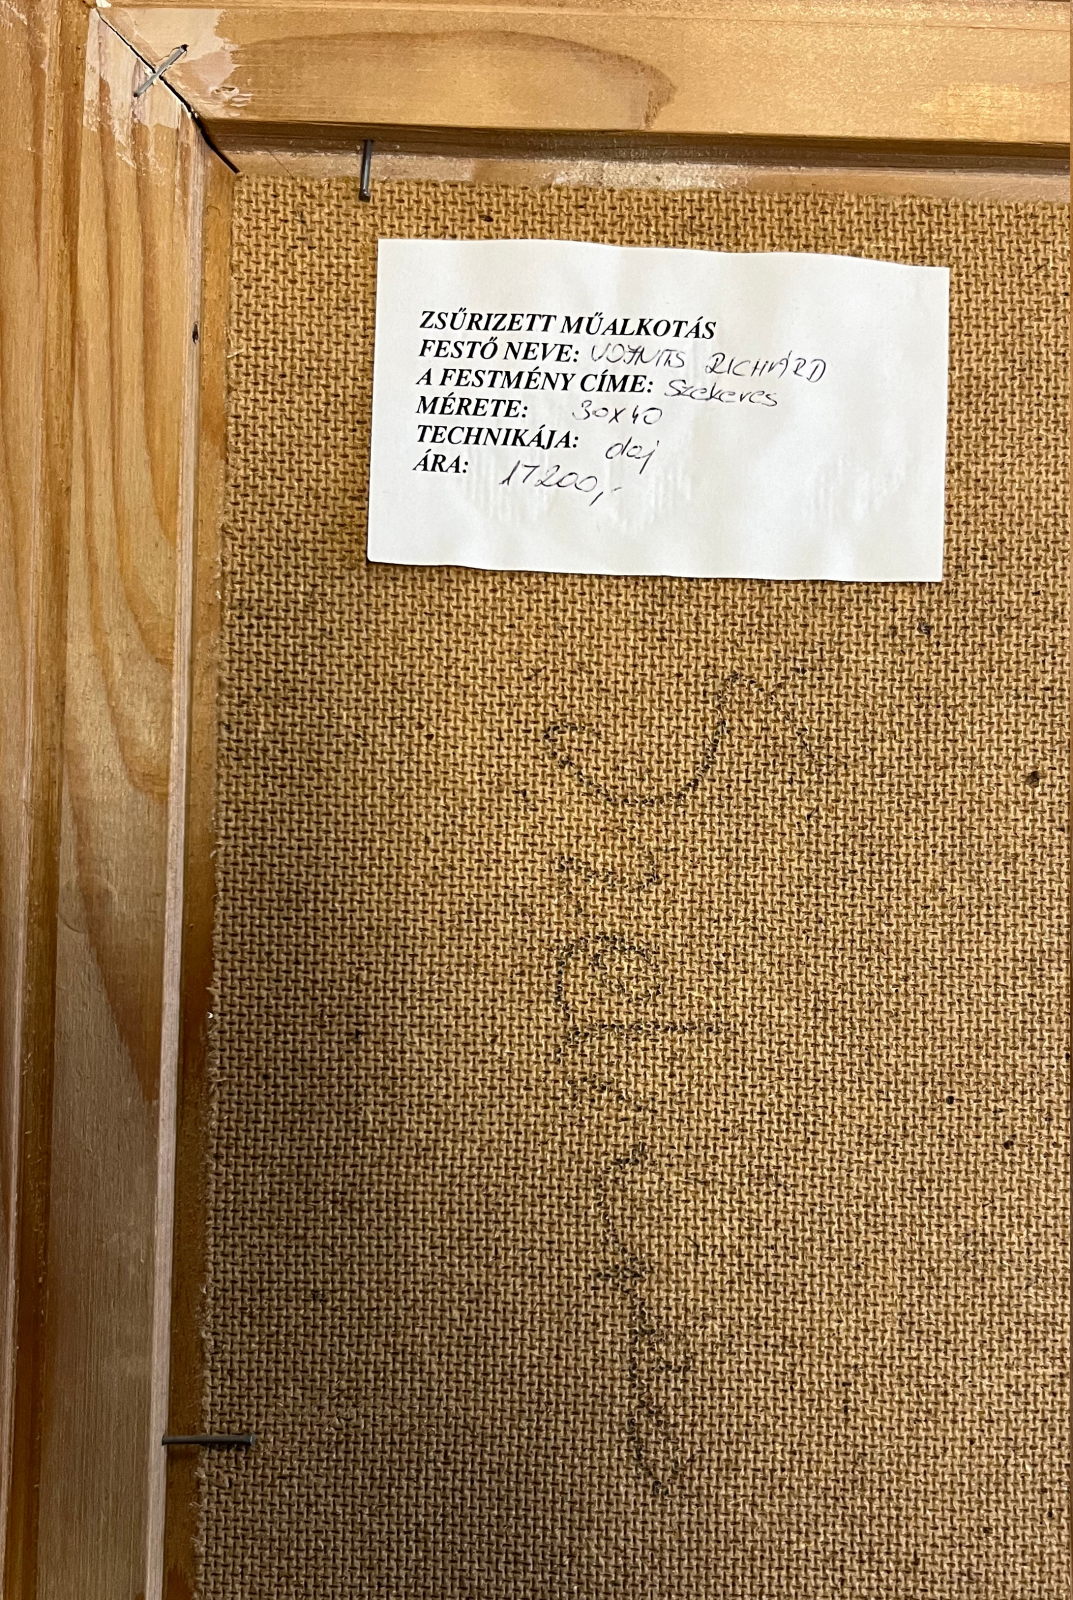 ZSŰRIZETT MŰALKOTÁS
FESTŐ NEVE: VOJNITS RICHÁRD
A FESTMÉNY CÍME: Szekeres
MÉRETE: 30x40
TECHNIKÁJA: olaj
ÁRA: 17200,-